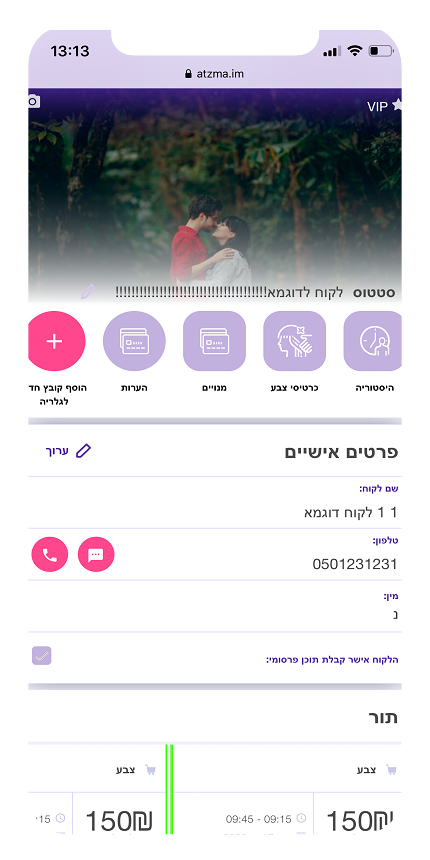 13:13
atzma.im
VIP
סטטוס לקוח לדוגמא!!!!!!!!!!!!!!!!!!!!!!!!!!!!!!!!!!!!!!
היסטוריה
כרטיסי צבע
מנויים
הערות
הוסף קובץ חד
לגלריה
פרטים אישיים
ערוך
שם לקוח:
1 1 לקוח דוגמא
טלפון:
0501231231
מין:
נ
הלקוח אישר קבלת תוכן פרסומי:
תור
צבע
צבע
150₪
09:45 - 09:15
150₪